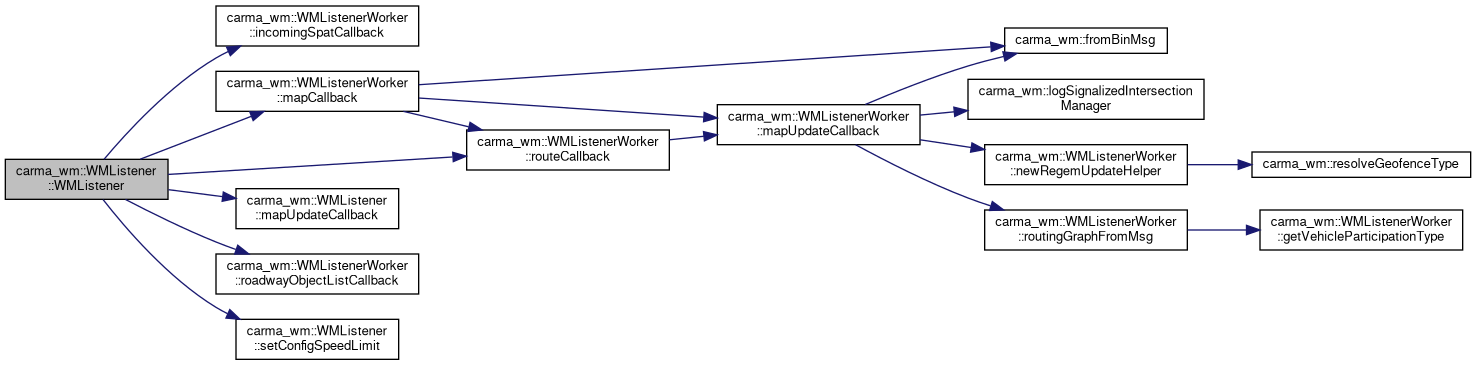 carma_wm::WMListener
::WMListener
carma_wm::WMListenerWorker
::incomingSpatCallback
carma_wm::WMListenerWorker
::mapCallback
carma_wm::WMListenerWorker
::routeCallback
carma_wm::WMListener
::mapUpdateCallback
carma_wm::WMListenerWorker
::roadwayObjectListCallback
carma_wm::WMListener
::setConfigSpeedLimit
carma_wm::WMListenerWorker
::mapUpdateCallback
carma_wm::fromBinMsg
carma_wm::logSignalizedIntersection
Manager
carma_wm::WMListenerWorker
::newRegemUpdateHelper
carma_wm::WMListenerWorker
::routingGraphFromMsg
carma_wm::resolveGeofenceType
carma_wm::WMListenerWorker
::getVehicleParticipationType